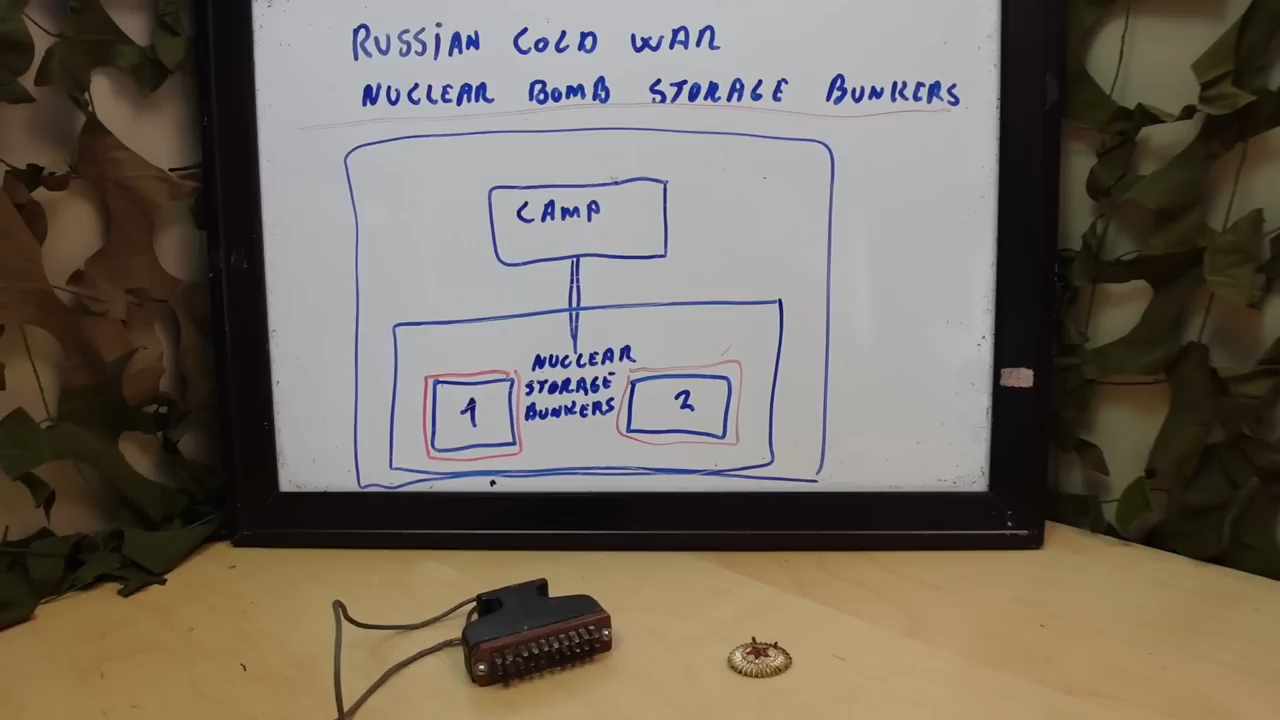 RUSSIAN COLD WAR
NUCLEAR BOMB STORAGE BUNKERS
CAMP
NUCLEAR
STORAGE
BUNKERS
1
2